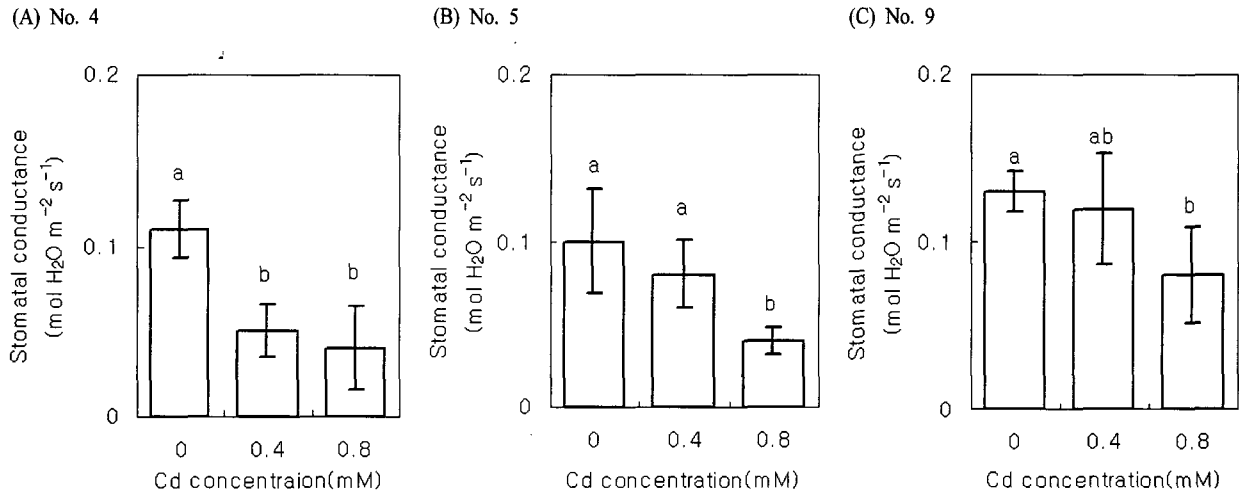 (A) No. 4
Stomatal conductance
(mol H₂O m⁻² s⁻¹)
0.2
0.1
0
a
b
b
0
0.4
0.8
Cd concentraion(mM)
(B) No. 5
Stomatal conductance
(mol H₂O m⁻² s⁻¹)
0.2
0.1
0
a
a
b
0
0.4
0.8
Cd concentration(mM)
(C) No. 9
Stomatal conductance
(mol H₂O m⁻² s⁻¹)
0.2
0.1
0
a
ab
b
0
0.4
0.8
Cd concentration(mM)